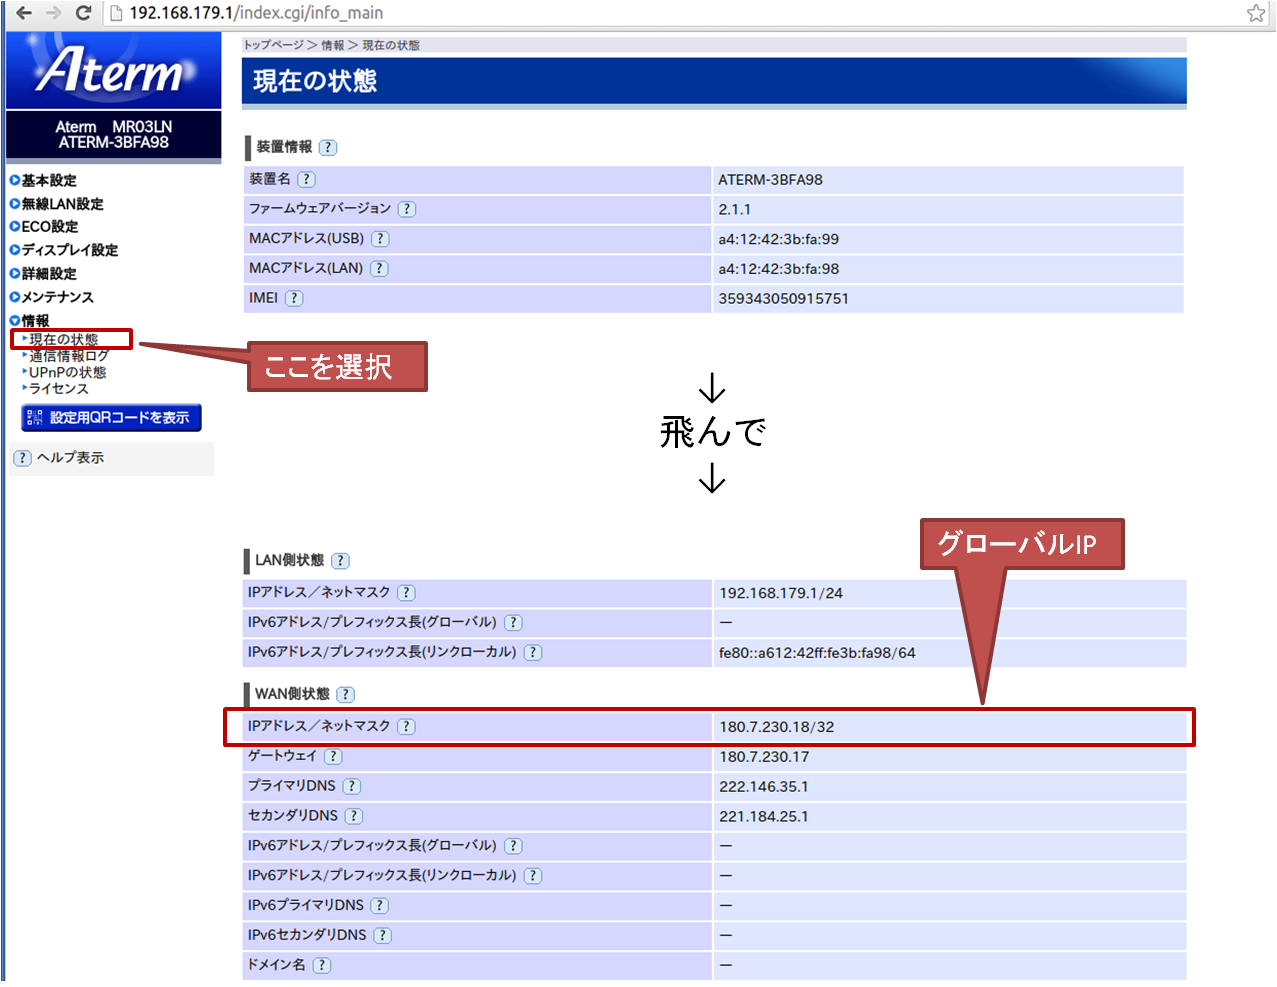 192.168.179.1/index.cgi/info_main
Aterm
Aterm MR03LN
ATERM-3BFA98
基本設定
無線LAN設定
ECO設定
ディスプレイ設定
詳細設定
メンテナンス
情報
現在の状態
通信情報ログ
UPnPの状態
ライセンス
設定用QRコードを表示
? ヘルプ表示
トップページ > 情報 > 現在の状態
現在の状態
装置情報 ?
装置名 ? ATERM-3BFA98
ファームウェアバージョン ? 2.1.1
MACアドレス(USB) ? a4:12:42:3b:fa:99
MACアドレス(LAN) ? a4:12:42:3b:fa:98
IMEI ? 359343050915751
ここを選択
↓
飛んで
↓
グローバルIP
LAN側状態 ?
IPアドレス／ネットマスク ? 192.168.179.1/24
IPv6アドレス/プレフィックス長(グローバル) ? ー
IPv6アドレス/プレフィックス長(リンクローカル) ? fe80::a612:42ff:fe3b:fa98/64
WAN側状態 ?
IPアドレス／ネットマスク ? 180.7.230.18/32
ゲートウェイ ? 180.7.230.17
プライマリDNS ? 222.146.35.1
セカンダリDNS ? 221.184.25.1
IPv6アドレス/プレフィックス長(グローバル) ? ー
IPv6アドレス/プレフィックス長(リンクローカル) ? ー
IPv6プライマリDNS ? ー
IPv6セカンダリDNS ? ー
ドメイン名 ? ー